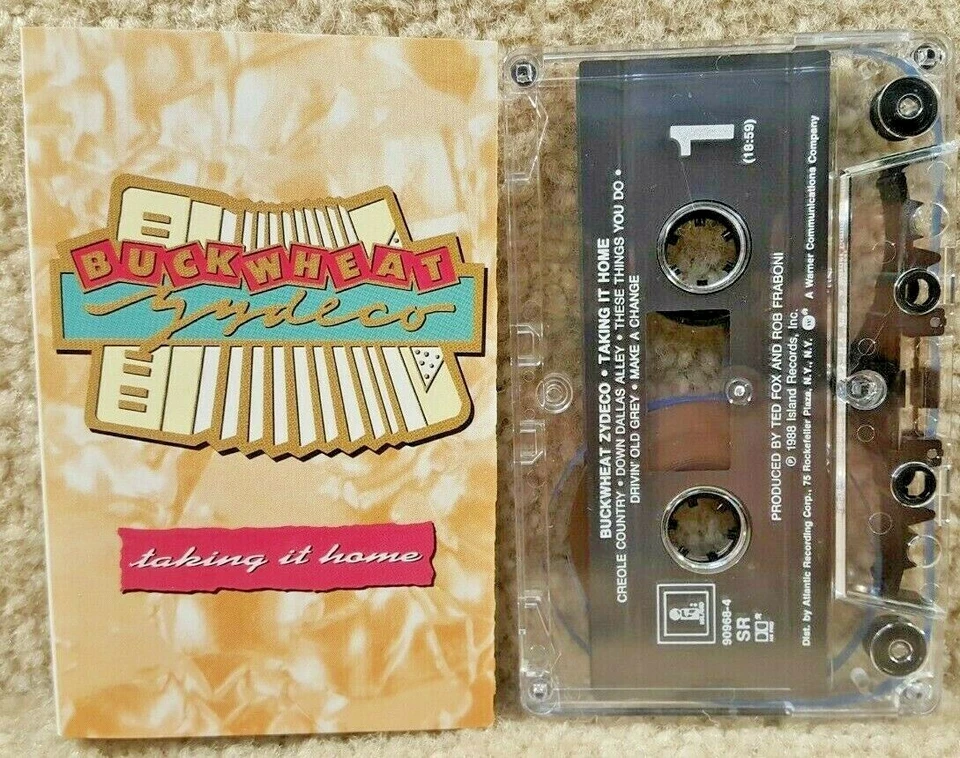 BUCKWHEAT
zydeco
taking it home
BUCKWHEAT ZYDECO • TAKING IT HOME
CREOLE COUNTRY • DOWN DALLAS ALLEY • THESE THINGS YOU DO •
DRIVIN' OLD GREY • MAKE A CHANGE
1
(18:59)
PRODUCED BY TED FOX AND ROB FRABONI
℗ 1988 Island Records, Inc.
Dist. by Atlantic Recording Corp., 75 Rockefeller Plaza, N.Y., N.Y. A Warner Communications Company
90968-4
SR